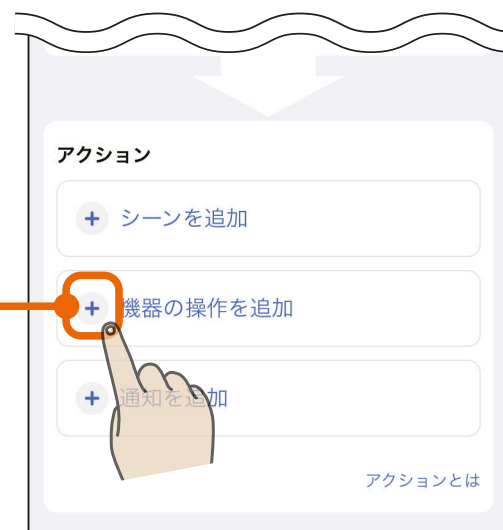 アクション
+ シーンを追加
+ 機器の操作を追加
+ 通知を追加
アクションとは